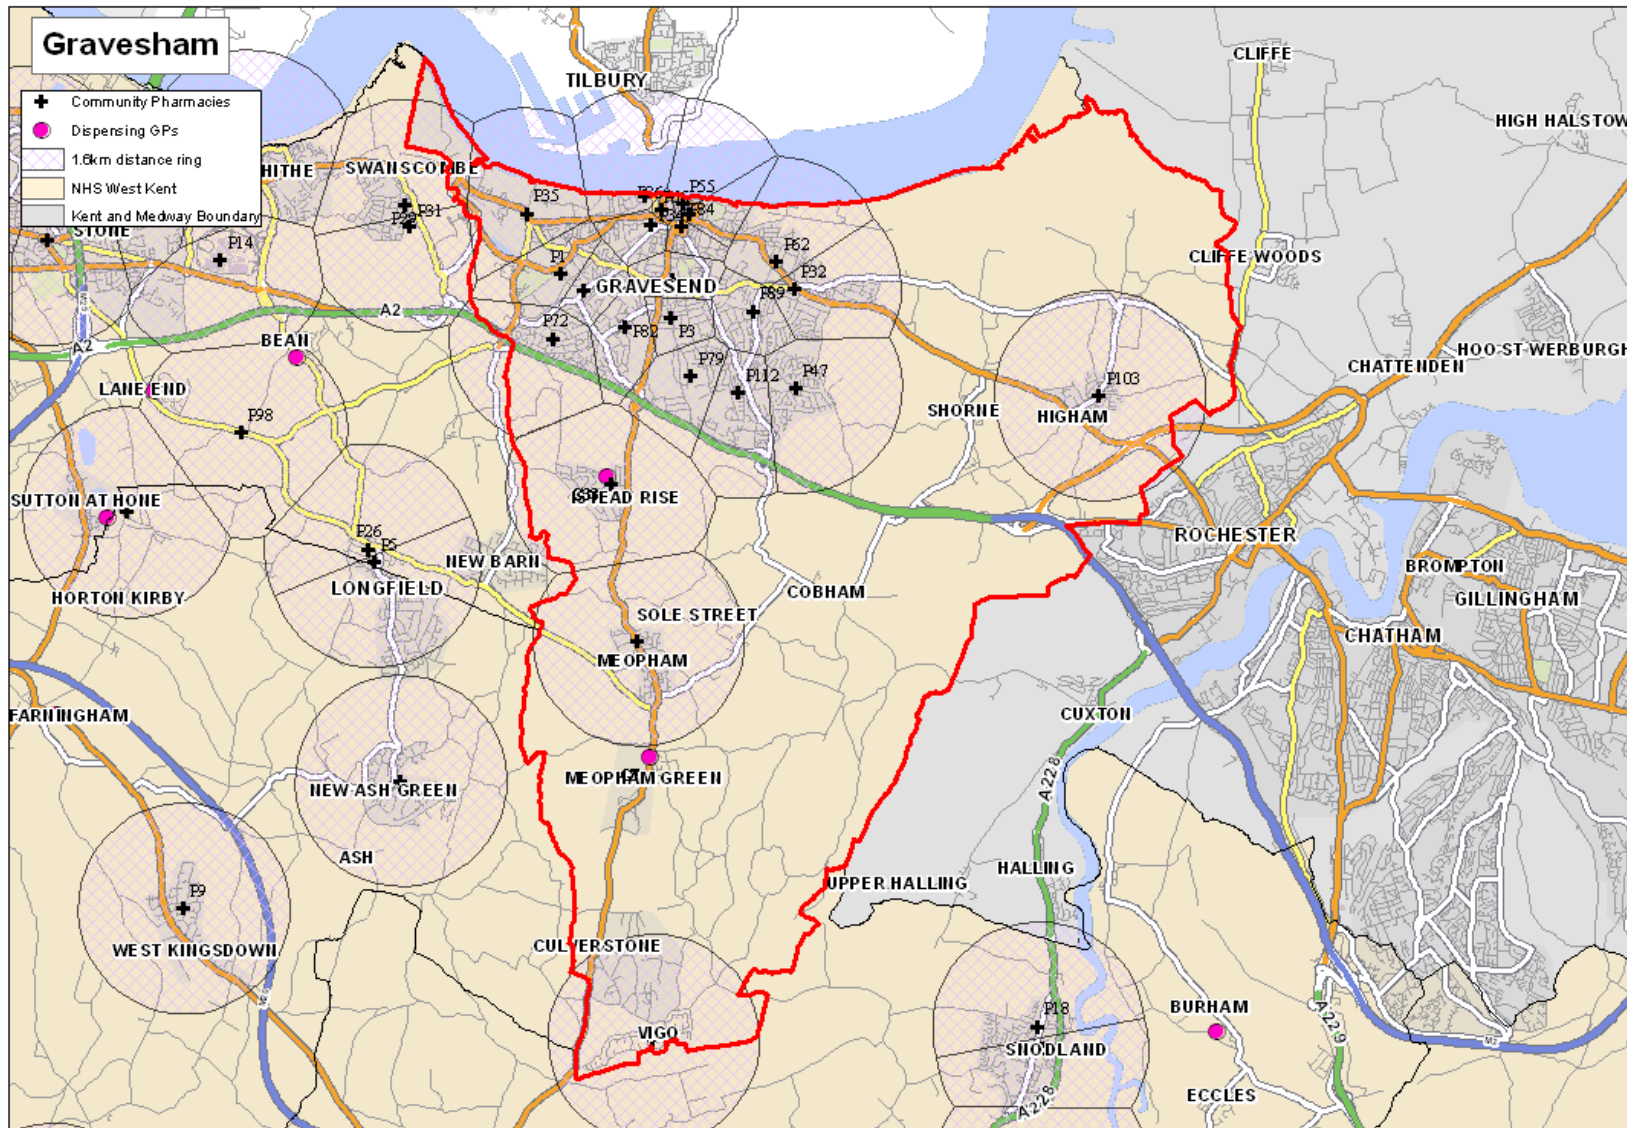 Gravesham
Community Pharmacies
Dispensing GPs
1.6km distance ring
NHS West Kent
Kent and Medway Boundary
TILBURY
CLIFFE
HIGH HALSTOW
HITHE
SWANSCOMBE
P55
P35
P84
P31
STONE
P14
P62
P1
P32
CLIFFE WOODS
GRAVESEND
P89
A2
P72
P82
P3
BEAN
A2
HOO ST WERBURGH
CHATTENDEN
P79
P112
P47
P103
LANE END
P98
SHORNE
HIGHAM
ISTEAD RISE
SUTTON AT HONE
P26
P5
ROCHESTER
NEW BARN
BROMPTON
LONGFIELD
COBHAM
HORTON KIRBY
GILLINGHAM
SOLE STREET
CHATHAM
MEOPHAM
FARNINGHAM
CUXTON
A228
MEOPHAM GREEN
NEW ASH GREEN
ASH
HALLING
UPPER HALLING
P9
CULVERSTONE
WEST KINGSDOWN
P18
BURHAM
A229
VIGO
SNODLAND
M2
ECCLES
A228